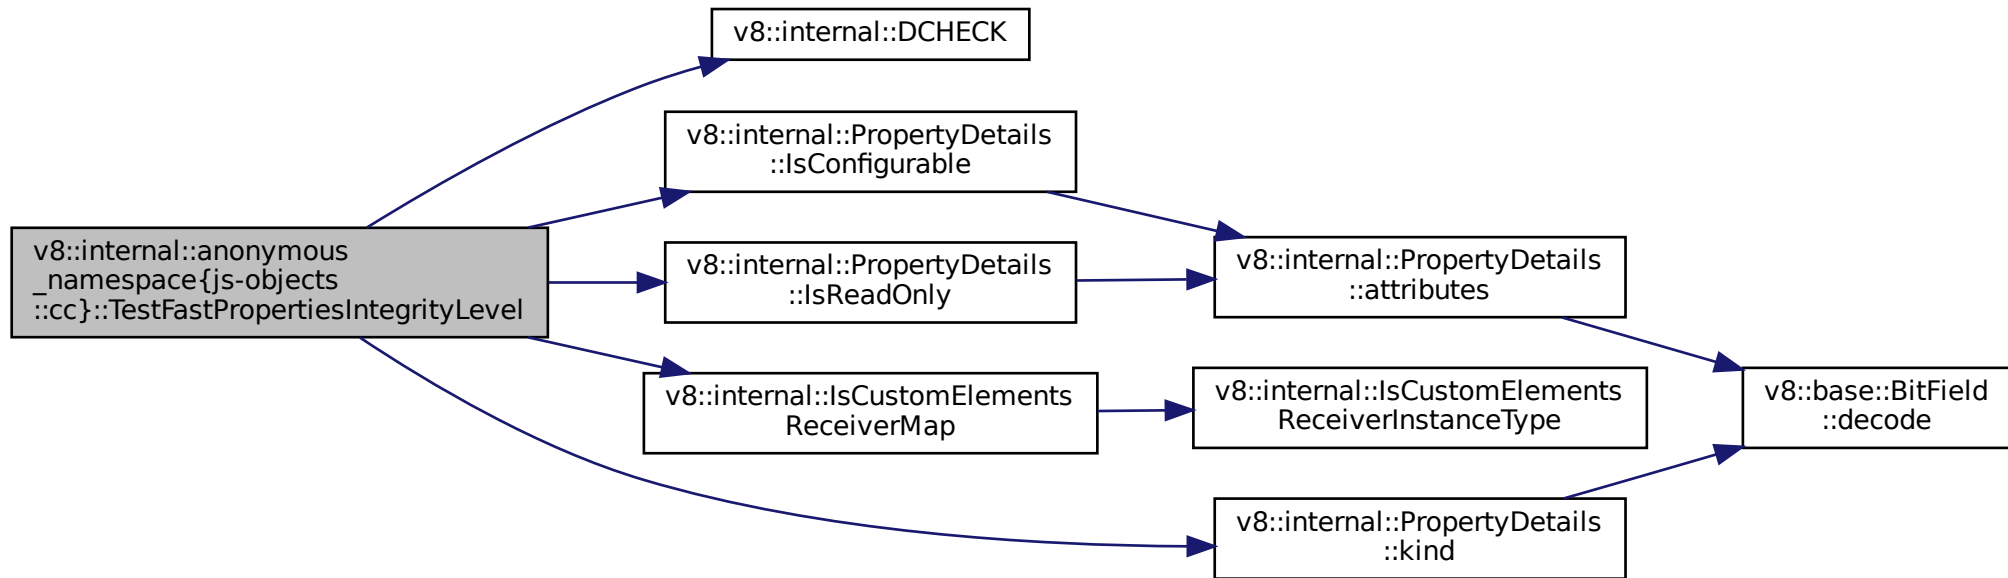 v8::internal::DCHECK
v8::internal::PropertyDetails
::IsConfigurable
v8::internal::anonymous
_namespace{js-objects
::cc}::TestFastPropertiesIntegrityLevel
v8::internal::PropertyDetails
::IsReadOnly
v8::internal::PropertyDetails
::attributes
v8::internal::IsCustomElements
ReceiverMap
v8::internal::IsCustomElements
ReceiverInstanceType
v8::base::BitField
::decode
v8::internal::PropertyDetails
::kind